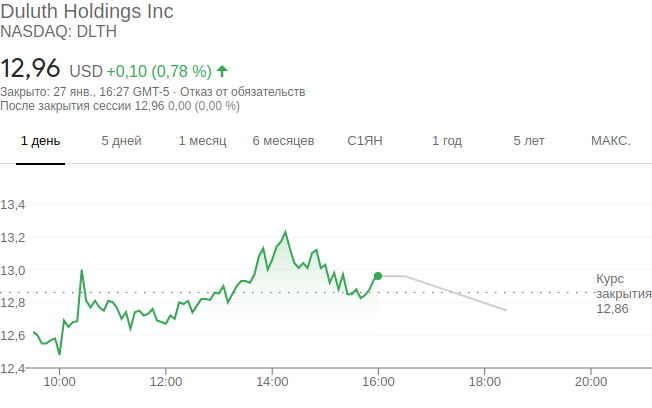 Duluth Holdings Inc
NASDAQ: DLTH
12,96 USD +0,10 (0,78 %)
Закрыто: 27 янв., 16:27 GMT-5 · Отказ от обязательств
После закрытия сессии 12,96 0,00 (0,00 %)
1 день 5 дней 1 месяц 6 месяцев С1ЯН 1 год 5 лет МАКС.
13,4
13,2
13,0
12,8
12,6
12,4
Курс
закрытия
12,86
10:00 12:00 14:00 16:00 18:00 20:00